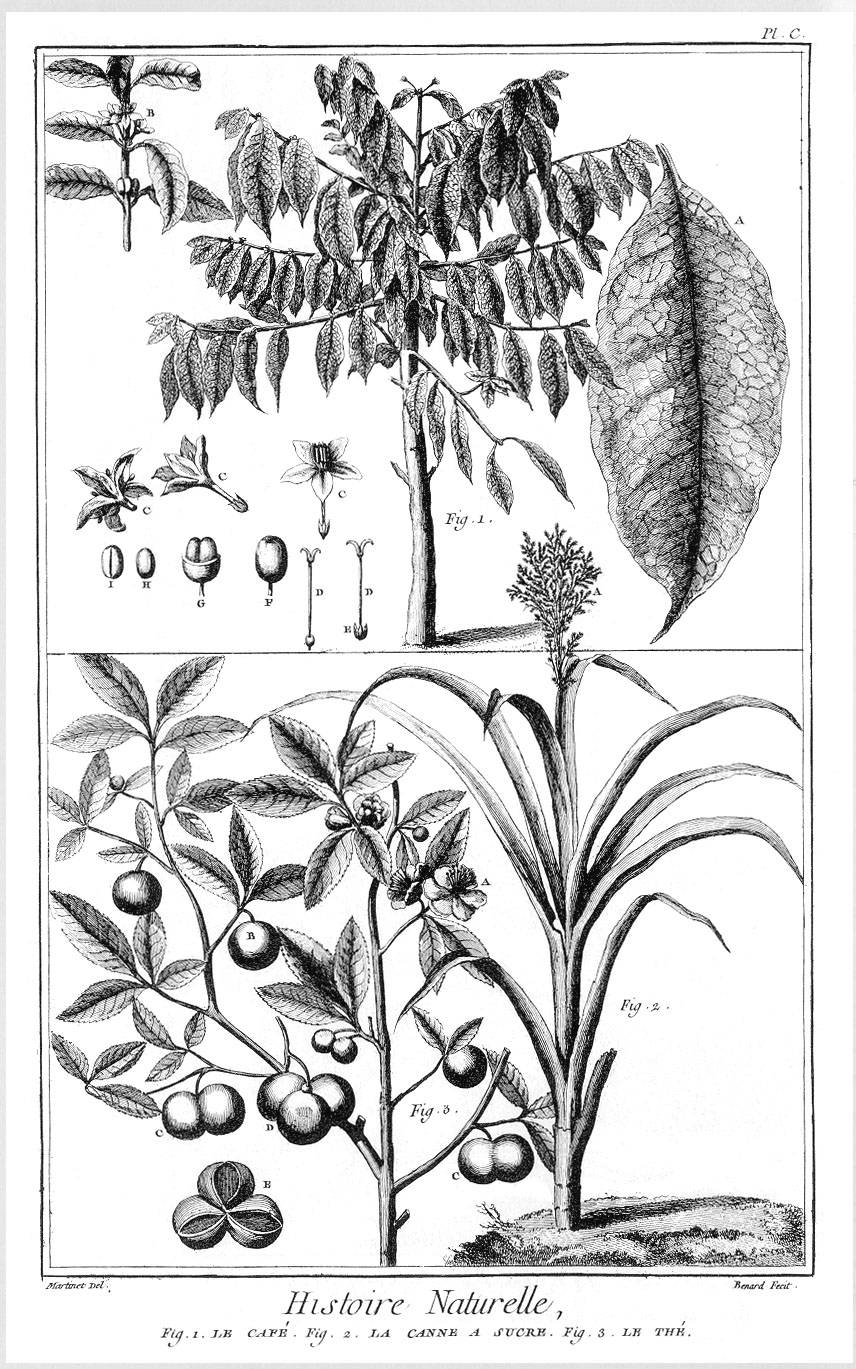 Pl. C.
B
A
C
C
C
Fig. 1.
I
H
G
F
D
D
E
A
A
B
Fig. 2.
Fig. 3.
C
D
C
E
Martinet Del.
Benard Fecit.
Histoire Naturelle,
Fig. 1. LE CAFÉ. Fig. 2. LA CANNE A SUCRE. Fig. 3. LE THÉ.